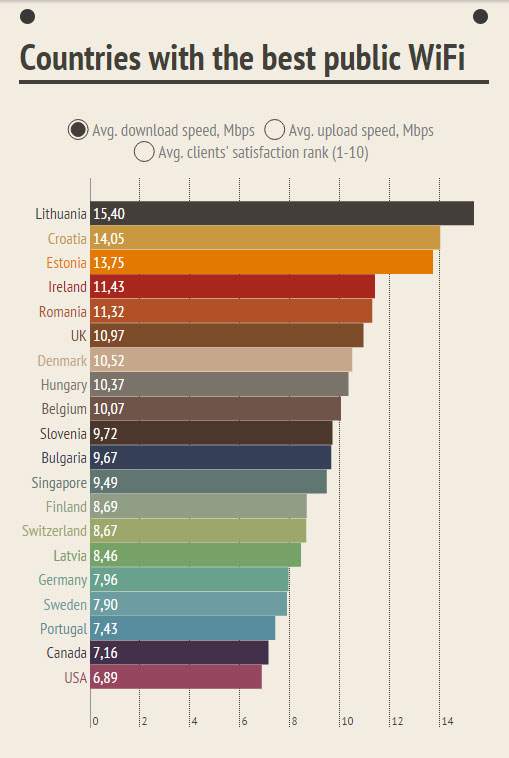 Countries with the best public WiFi
Avg. download speed, Mbps Avg. upload speed, Mbps
Avg. clients' satisfaction rank (1-10)
Lithuania 15,40
Croatia 14,05
Estonia 13,75
Ireland 11,43
Romania 11,32
UK 10,97
Denmark 10,52
Hungary 10,37
Belgium 10,07
Slovenia 9,72
Bulgaria 9,67
Singapore 9,49
Finland 8,69
Switzerland 8,67
Latvia 8,46
Germany 7,96
Sweden 7,90
Portugal 7,43
Canada 7,16
USA 6,89
0 2 4 6 8 10 12 14